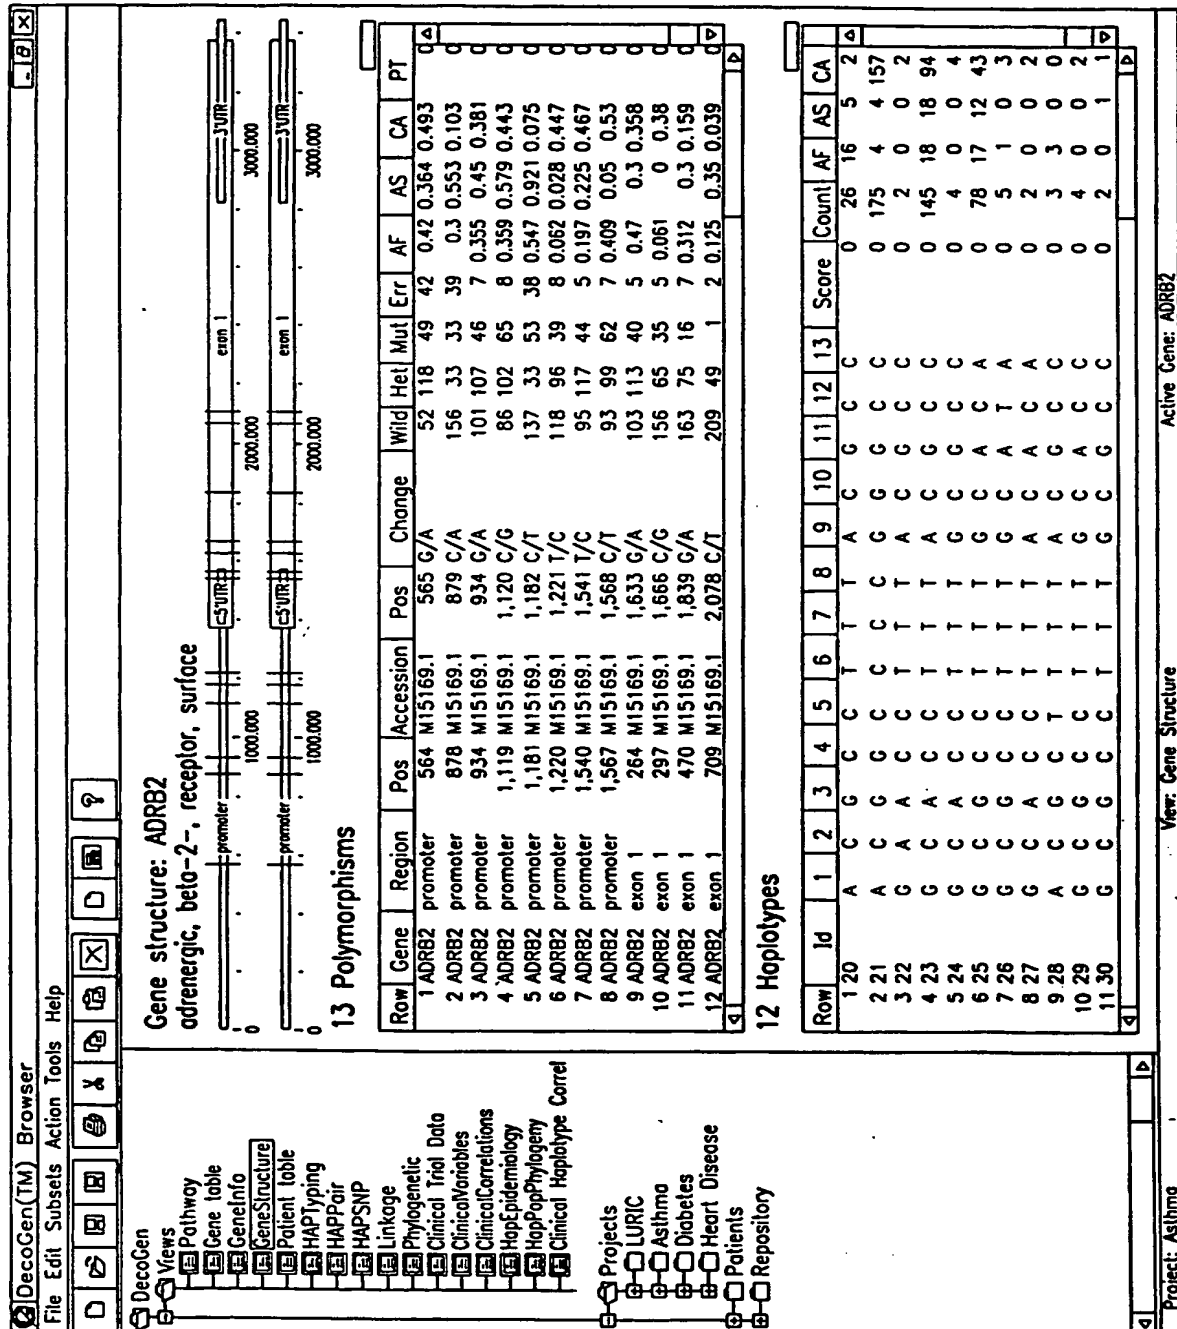 DecoGen(TM) Browser
File Edit Subsets Action Tools Help
DecoGen
Views
Pathway
Gene table
GeneInfo
GeneStructure
Patient table
HAPTyping
HAPPair
HAPSNP
Linkage
Phylogenetic
Clinical Trial Data
ClinicalVariables
ClinicalCorrelations
HapEpidemiology
HapPopPhylogeny
Clinical Haplotype Correl
Projects
LURIC
Asthma
Diabetes
Heart Disease
Patients
Repository
Gene structure: ADRB2
adrenergic, beta-2-, receptor, surface
promoter 5'UTR exon 1 3'UTR
0 1000.000 2000.000 3000.000
promoter 5'UTR exon 1 3'UTR
0 1000.000 2000.000 3000.000
13 Polymorphisms
Row Gene Region Pos Accession Pos Change Wild Het Mut Err AF AS CA PT
1 ADRB2 promoter 564 M15169.1 565 G/A 52 118 49 42 0.42 0.364 0.493 0
2 ADRB2 promoter 878 M15169.1 879 C/A 156 33 33 39 0.3 0.553 0.103 0
3 ADRB2 promoter 934 M15169.1 934 G/A 101 107 46 7 0.355 0.45 0.381 0
4 ADRB2 promoter 1,119 M15169.1 1,120 C/G 86 102 65 8 0.359 0.579 0.443 0
5 ADRB2 promoter 1,181 M15169.1 1,182 C/T 137 33 53 38 0.547 0.921 0.075 0
6 ADRB2 promoter 1,220 M15169.1 1,221 T/C 118 96 39 8 0.062 0.028 0.447 0
7 ADRB2 promoter 1,540 M15169.1 1,541 T/C 95 117 44 5 0.197 0.225 0.467 0
8 ADRB2 promoter 1,567 M15169.1 1,568 C/T 93 99 62 7 0.409 0.05 0.53 0
9 ADRB2 exon 1 264 M15169.1 1,633 G/A 103 113 40 5 0.47 0.3 0.358 0
10 ADRB2 exon 1 297 M15169.1 1,666 C/G 156 65 35 5 0.061 0 0.38 0
11 ADRB2 exon 1 470 M15169.1 1,839 G/A 163 75 16 7 0.312 0.3 0.159 0
12 ADRB2 exon 1 709 M15169.1 2,078 C/T 209 49 1 2 0.125 0.35 0.039 0
12 Haplotypes
Row Id 1 2 3 4 5 6 7 8 9 10 11 12 13 Score Count AF AS CA
1 20 A C G C C T T T A C G C C 0 26 16 5 2
2 21 A C G G C C C C G G G C C 0 175 4 4 157
3 22 G A A C C T T T A C G C C 0 2 0 0 2
4 23 G C A C C T T T A C G C C 0 145 18 18 94
5 24 G C A C C T T T G C G C C 0 4 0 0 4
6 25 G C G C C T T T G C A C A 0 78 17 12 43
7 26 G C G C C T T T G C A T A 0 5 1 0 3
8 27 G C A C C T T T A C A C A 0 2 0 0 2
9 28 A C G C T T T T A C G C C 0 3 3 0 0
10 29 G C C C C T T T G C A C C 0 4 0 0 2
11 30 G C G C C T T T G C G C C 0 2 0 1 1
Project: Asthma View: Gene Structure Active Gene: ADRB2